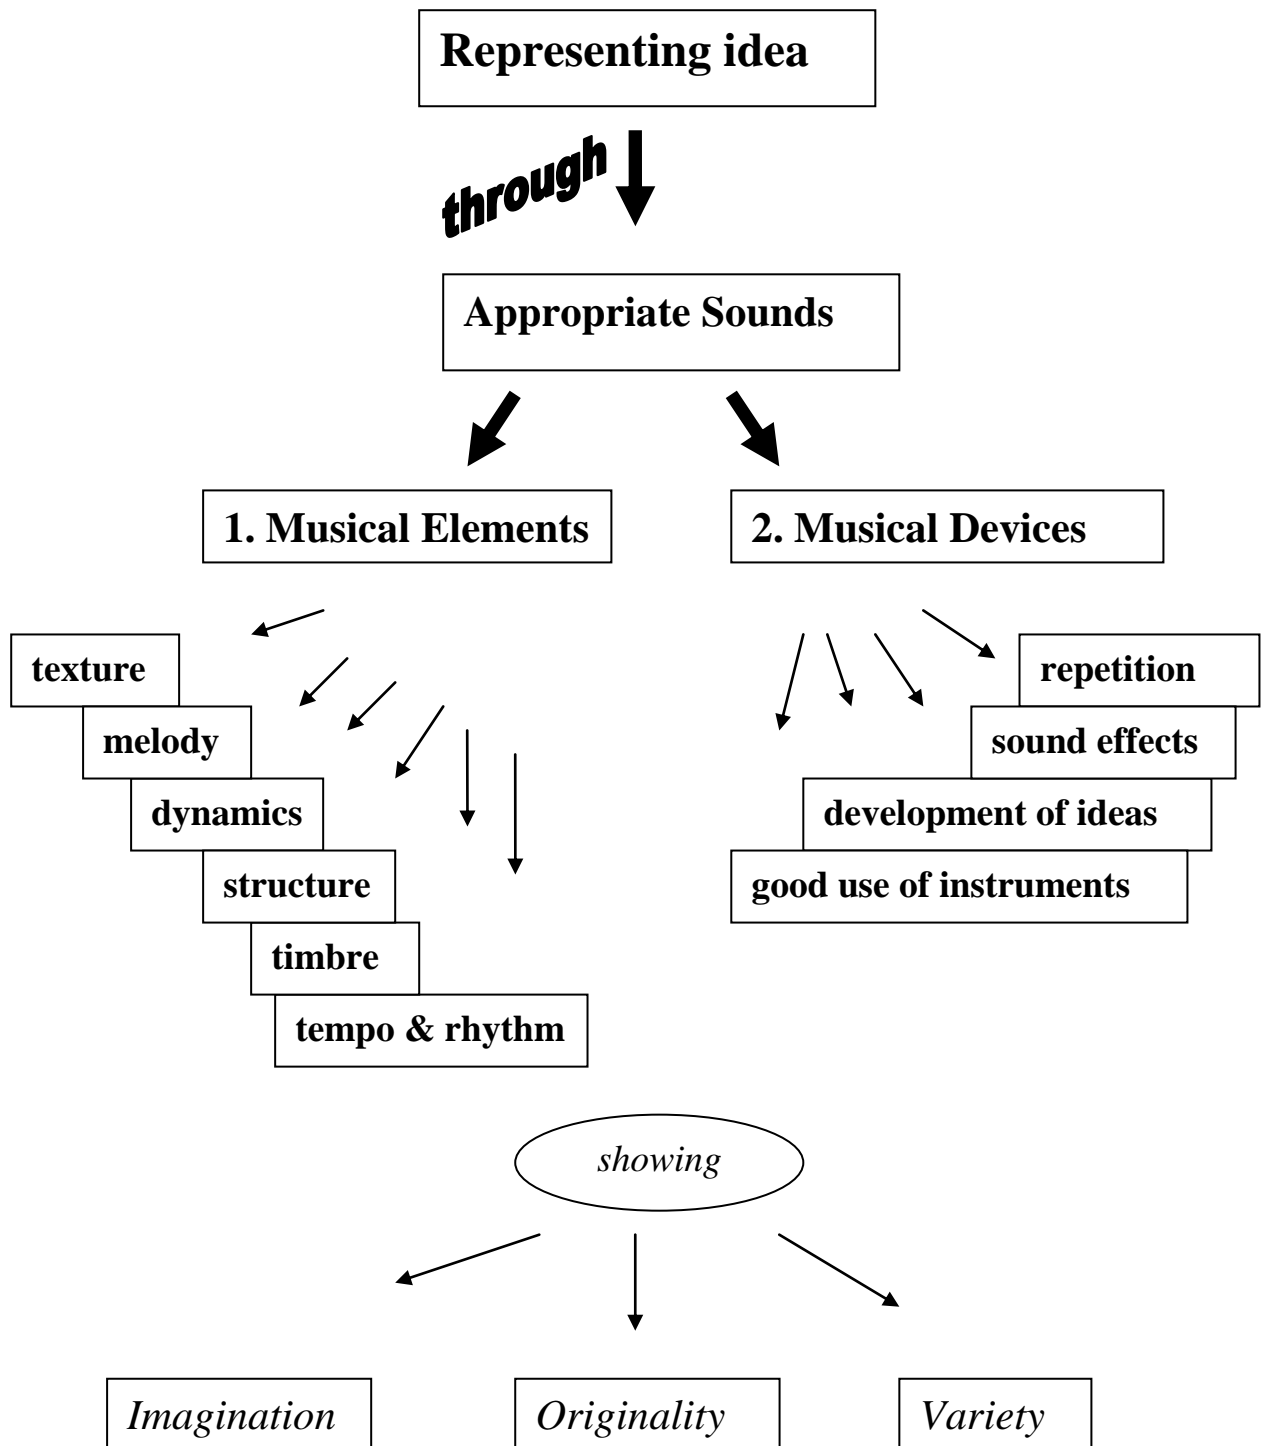 Representing idea
through
Appropriate Sounds
1. Musical Elements
2. Musical Devices
texture
melody
dynamics
structure
timbre
tempo & rhythm
repetition
sound effects
development of ideas
good use of instruments
showing
Imagination
Originality
Variety